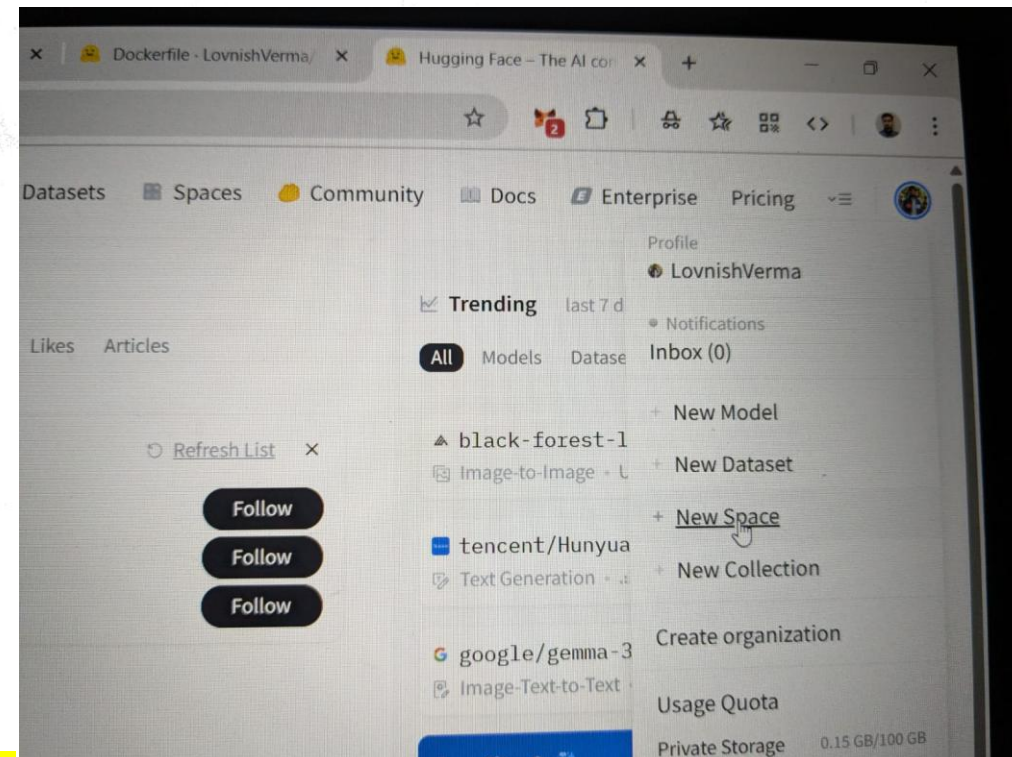 Dockerfile · LovnishVerma/
Hugging Face – The AI con
2
Datasets Spaces Community Docs Enterprise Pricing
Profile
LovnishVerma
Trending last 7 d
Notifications
Likes Articles
All Models Datase
Inbox (0)
New Model
Refresh List
black-forest-l
Image-to-Image
New Dataset
Follow
New Space
tencent/Hunyua
Follow
Text Generation
New Collection
Follow
Create organization
google/gemma-3
Image-Text-to-Text
Usage Quota
Private Storage 0.15 GB/100 GB